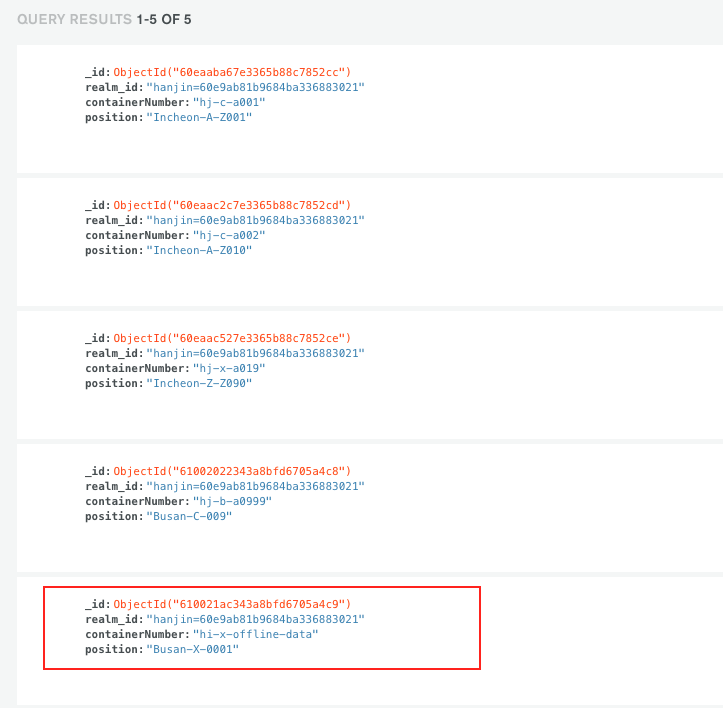 QUERY RESULTS 1-5 OF 5
_id: ObjectId("60eaaba67e3365b88c7852cc")
realm_id: "hanjin=60e9ab81b9684ba336883021"
containerNumber: "hj-c-a001"
position: "Incheon-A-Z001"
_id: ObjectId("60eaac2c7e3365b88c7852cd")
realm_id: "hanjin=60e9ab81b9684ba336883021"
containerNumber: "hj-c-a002"
position: "Incheon-A-Z010"
_id: ObjectId("60eaac527e3365b88c7852ce")
realm_id: "hanjin=60e9ab81b9684ba336883021"
containerNumber: "hj-x-a019"
position: "Incheon-Z-Z090"
_id: ObjectId("61002022343a8bfd6705a4c8")
realm_id: "hanjin=60e9ab81b9684ba336883021"
containerNumber: "hj-b-a0999"
position: "Busan-C-009"
_id: ObjectId("610021ac343a8bfd6705a4c9")
realm_id: "hanjin=60e9ab81b9684ba336883021"
containerNumber: "hi-x-offline-data"
position: "Busan-X-0001"